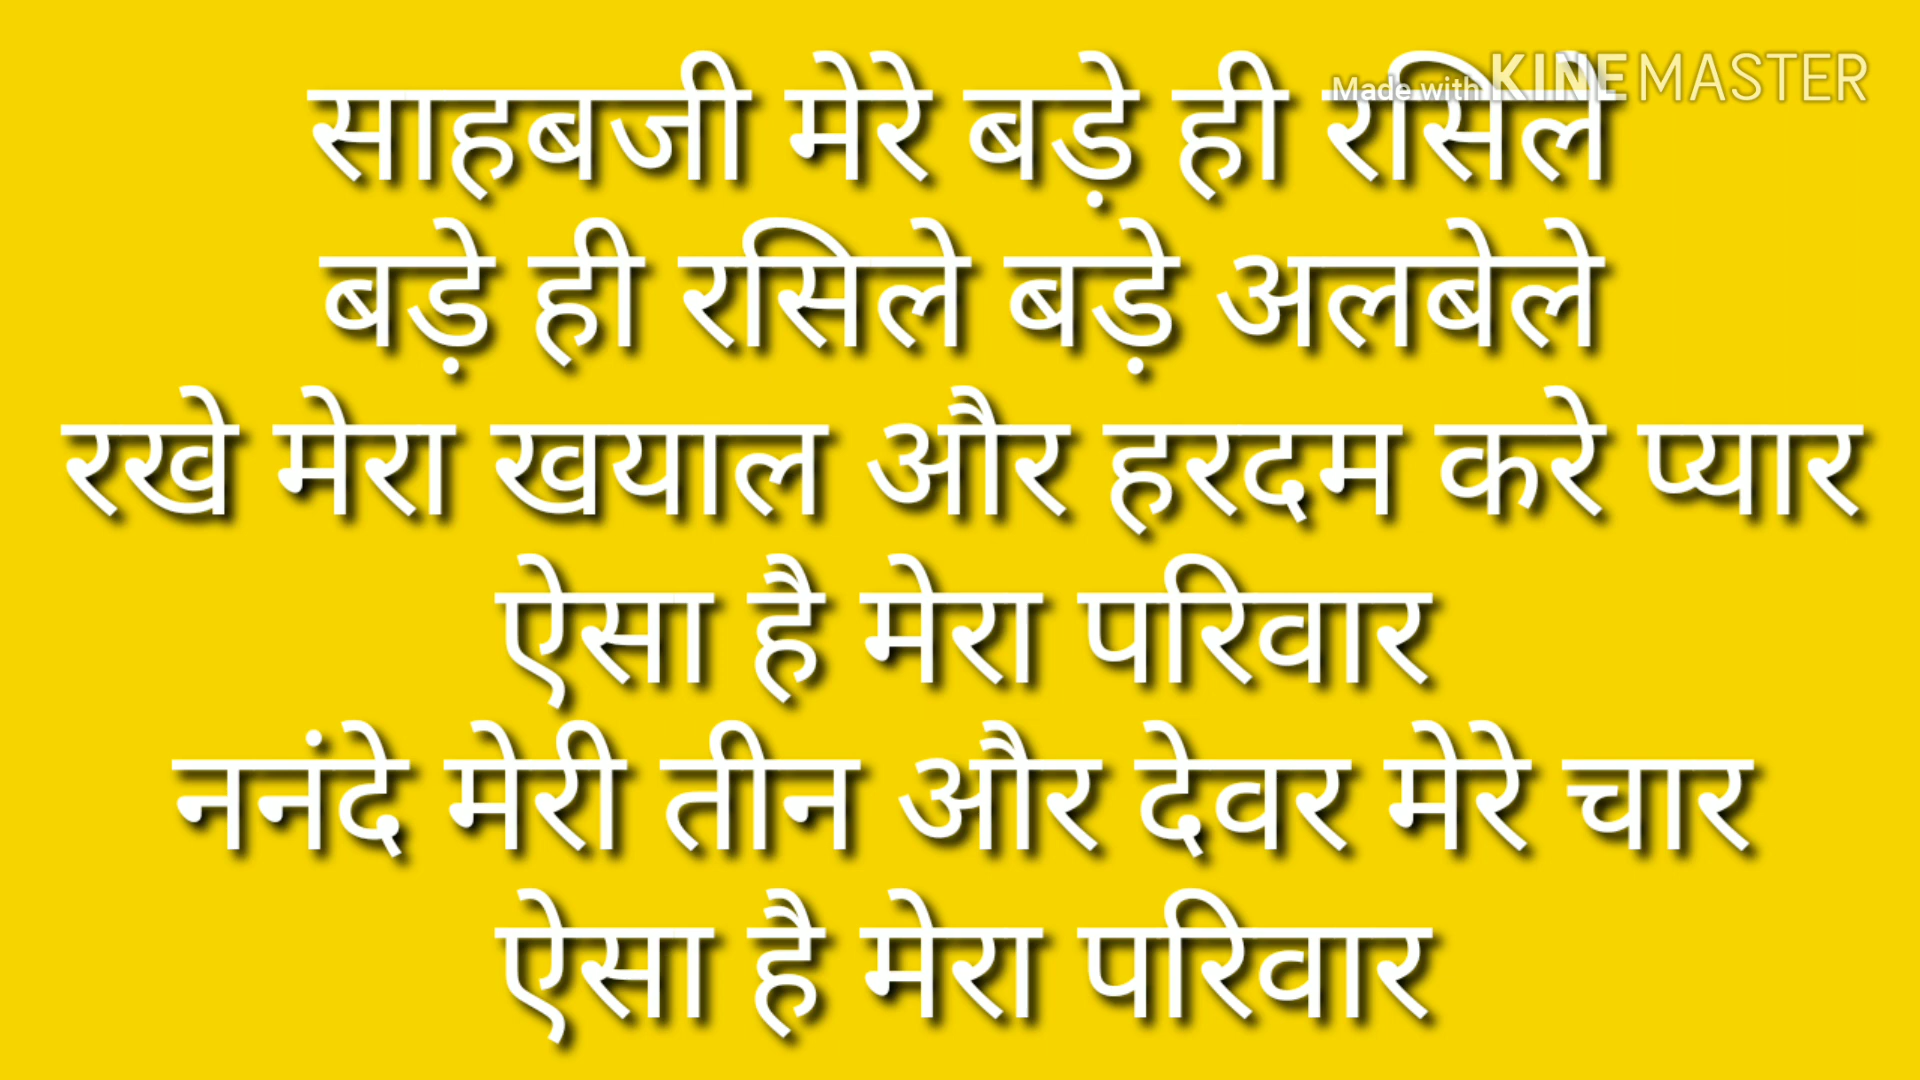 साहबजी मेरे बड़े ही रसिले
Made with KINEMASTER
बड़े ही रसिले बड़े अलबेले
रखे मेरा खयाल और हरदम करे प्यार
ऐसा है मेरा परिवार
ननंदे मेरी तीन और देवर मेरे चार
ऐसा है मेरा परिवार